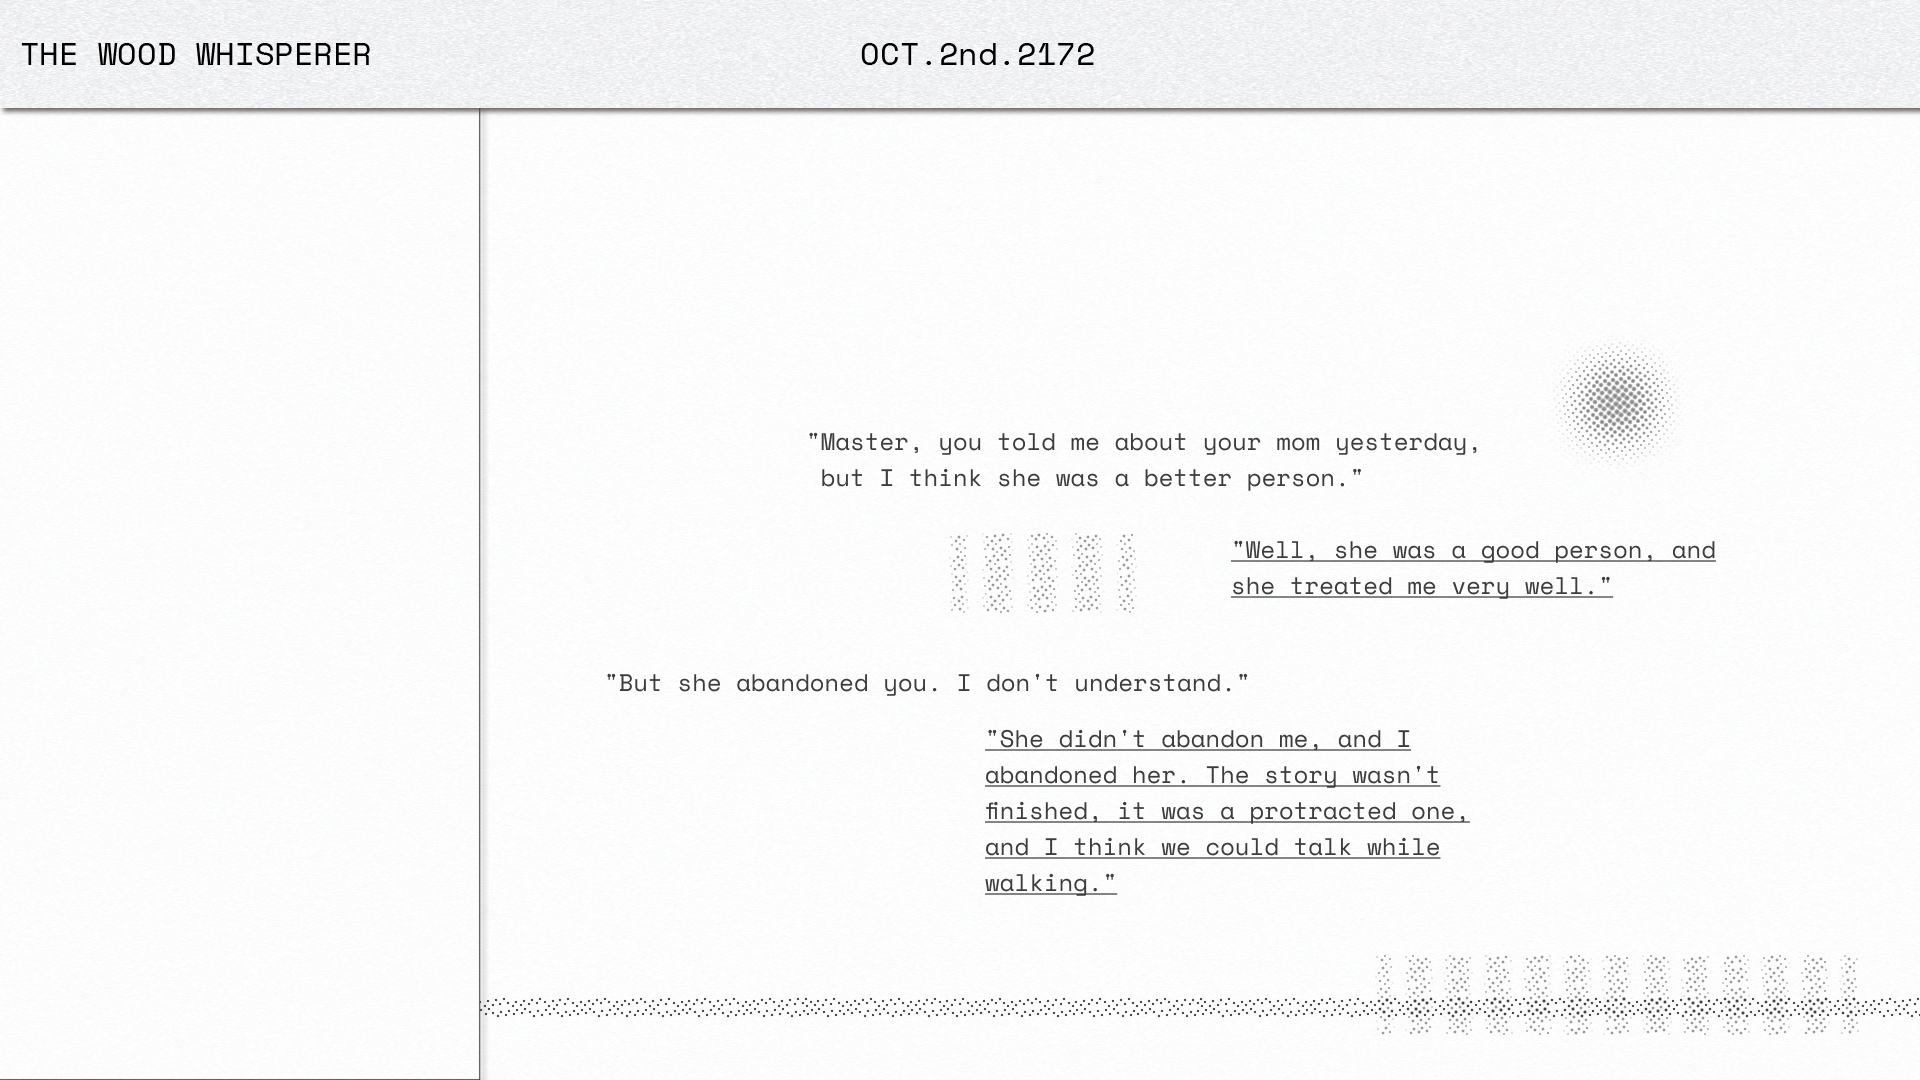 THE WOOD WHISPERER
OCT.2nd.2172
"Master, you told me about your mom yesterday,
but I think she was a better person."
"Well, she was a good person, and
she treated me very well."
"But she abandoned you. I don't understand."
"She didn't abandon me, and I
abandoned her. The story wasn't
finished, it was a protracted one,
and I think we could talk while
walking."